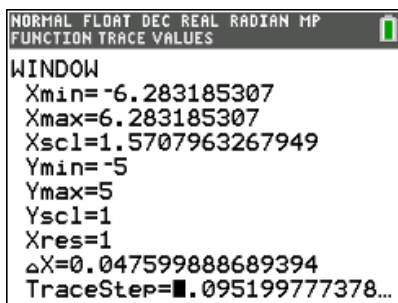 NORMAL FLOAT DEC REAL RADIAN MP
FUNCTION TRACE VALUES
WINDOW
Xmin=-6.283185307
Xmax=6.283185307
Xscl=1.5707963267949
Ymin=-5
Ymax=5
Yscl=1
Xres=1
△X=0.047599888689394
TraceStep=█.095199777378…